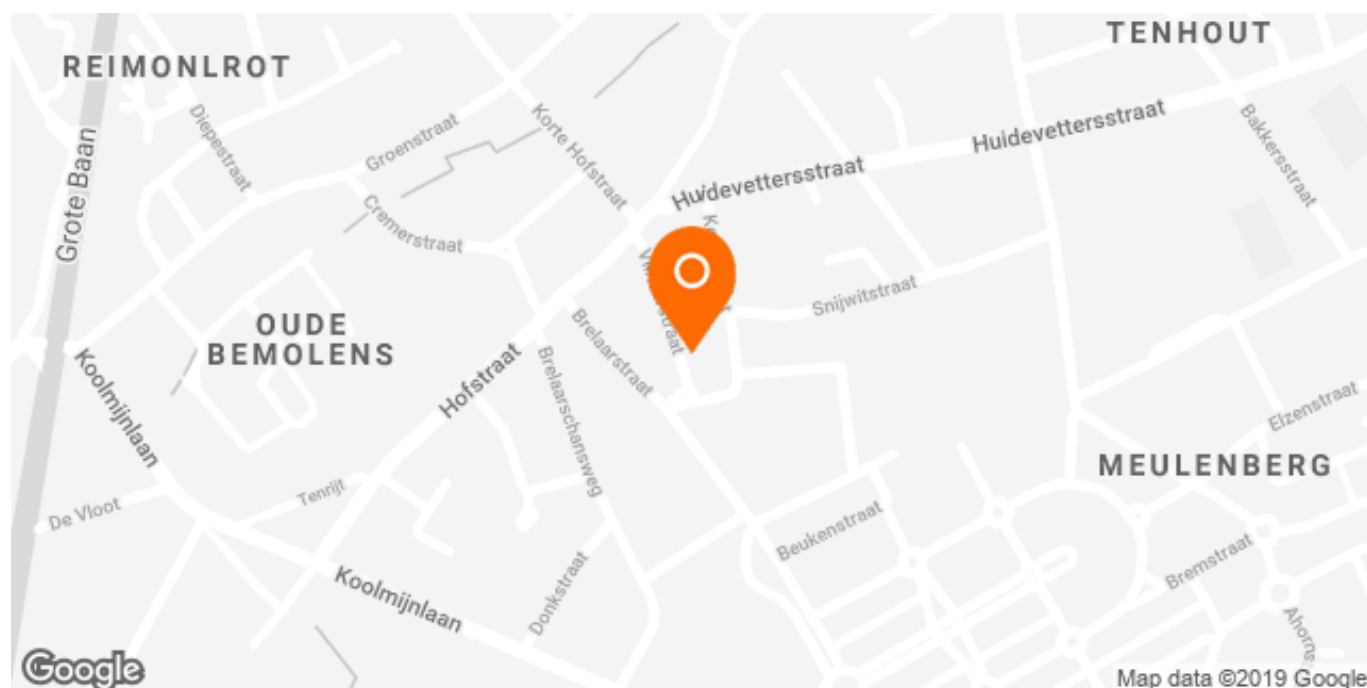 TENHOUT
REIMONLROT
Diepestraat
Groenstraat
Korte Hofstraat
Huidevettersstraat
Bakkersstraat
Grote Baan
Huidevettersstraat
Cremerstraat
Snijwitstraat
OUDE
BEMOLENS
Brelaarstraat
Hofstraat
Brelaarschansweg
Koolmijnlaan
Elzenstraat
MEULENBERG
Tenrijt
De Vloot
Beukenstraat
Bremstraat
Donkstraat
Koolmijnlaan
Ahorns
Google
Map data ©2019 Google